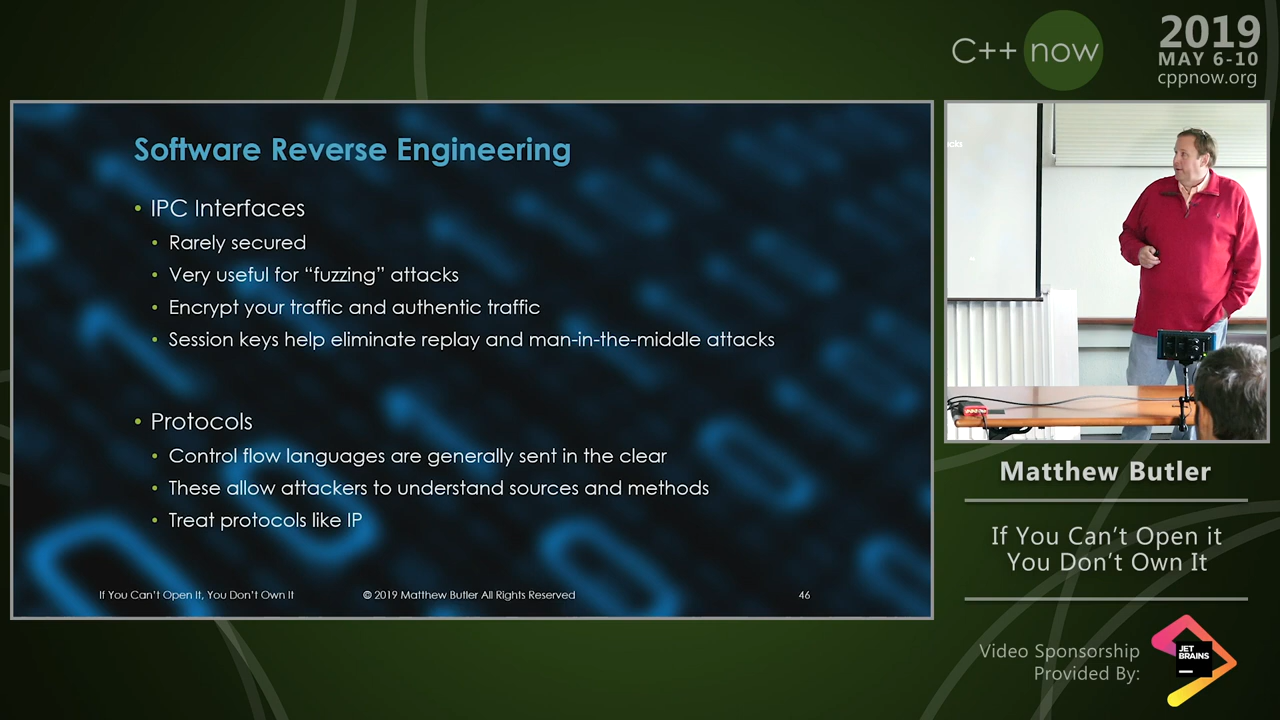 C++ now
2019
MAY 6-10
cppnow.org
Software Reverse Engineering
• IPC Interfaces
• Rarely secured
• Very useful for “fuzzing” attacks
• Encrypt your traffic and authentic traffic
• Session keys help eliminate replay and man-in-the-middle attacks
• Protocols
• Control flow languages are generally sent in the clear
• These allow attackers to understand sources and methods
• Treat protocols like IP
If You Can’t Open It, You Don’t Own It
© 2019 Matthew Butler All Rights Reserved
46
Matthew Butler
If You Can’t Open it
You Don’t Own It
Video Sponsorship
Provided By:
JET
BRAINS